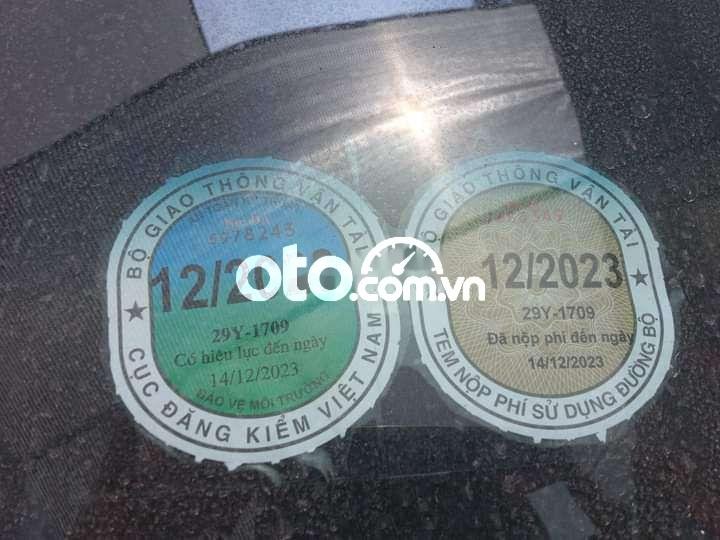 BỘ GIAO THÔNG VẬN TẢI
5978243
12/2023
29Y-1709
Có hiệu lực đến ngày
14/12/2023
BẢO VỆ MÔI TRƯỜNG
CỤC ĐĂNG KIỂM VIỆT NAM
oto.com.vn
BỘ GIAO THÔNG VẬN TẢI
12/2023
29Y-1709
Đã nộp phí đến ngày
14/12/2023
TEM NỘP PHÍ SỬ DỤNG ĐƯỜNG BỘ